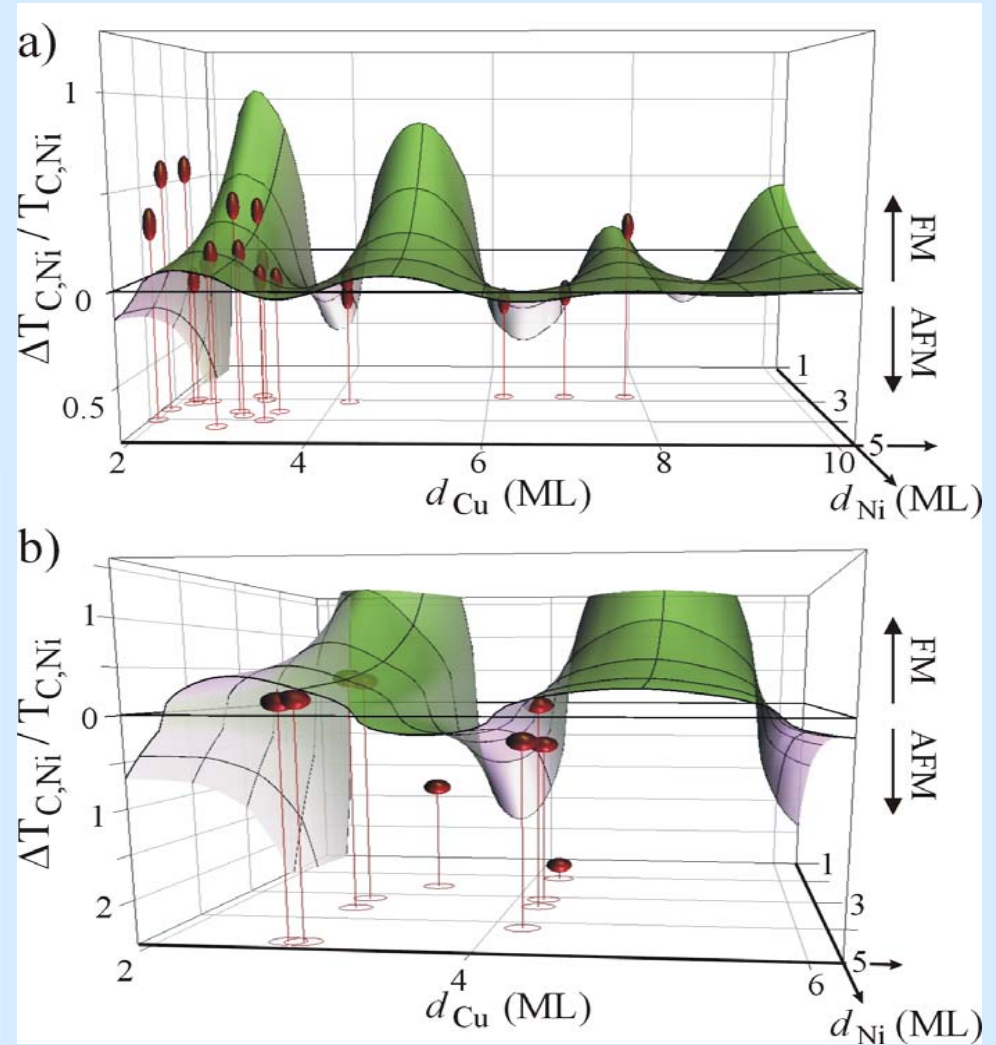 a)
1
0
0.5
ΔT_C,Ni / T_C,Ni
FM
AFM
1
3
5
2
4
6
8
10
d_Cu (ML)
d_Ni (ML)
b)
1
0
1
2
ΔT_C,Ni / T_C,Ni
FM
AFM
1
3
5
2
4
6
d_Cu (ML)
d_Ni (ML)